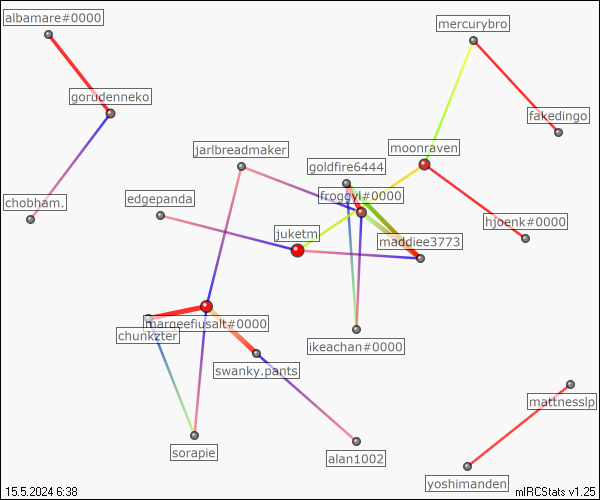 albamare#0000
mercurybro
gorudenneko
fakedingo
moonraven
jarlbreadmaker
goldfire6444
edgepanda
froggyl#0000
chobham.
hjoenk#0000
juketm
maddiee3773
marqeefiusalt#0000
chunkzter
ikeachan#0000
swanky.pants
mattnesslp
sorapie
alan1002
yoshimanden
15.5.2024 6:38
mIRCStats v1.25